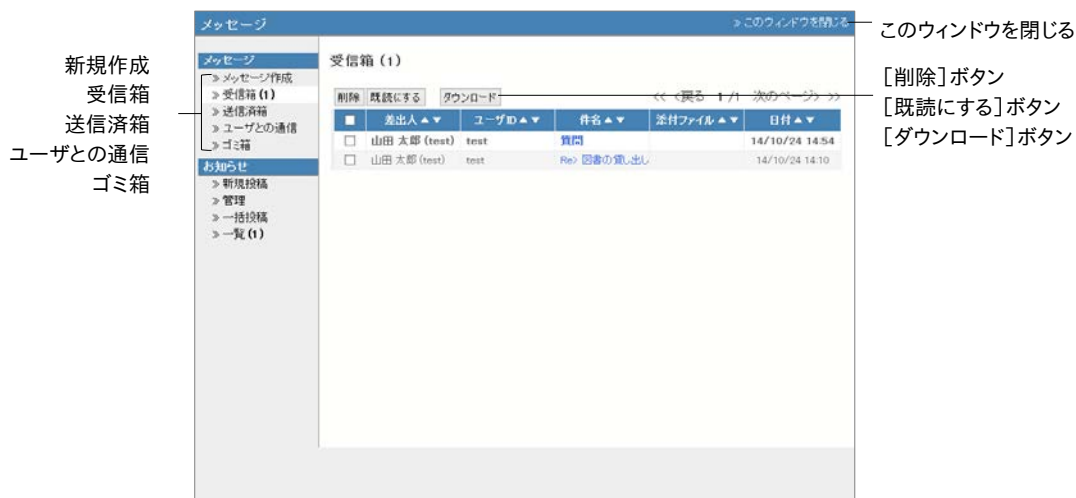 メッセージ
» このウィンドウを閉じる
このウィンドウを閉じる
新規作成
受信箱
送信済箱
ユーザとの通信
ゴミ箱
メッセージ
» メッセージ作成
» 受信箱 (1)
» 送信済箱
» ユーザとの通信
» ゴミ箱
お知らせ
» 新規投稿
» 管理
» 一括投稿
» 一覧 (1)
受信箱 (1)
削除 既読にする ダウンロード << <戻る 1 /1 次のページ> >>
差出人▲▼ ユーザID▲▼ 件名▲▼ 添付ファイル▲▼ 日付▲▼
山田 太郎 (test) test 質問 14/10/24 14:54
山田 太郎 (test) test Re> 図書の貸し出し 14/10/24 14:10
[削除]ボタン
[既読にする]ボタン
[ダウンロード]ボタン